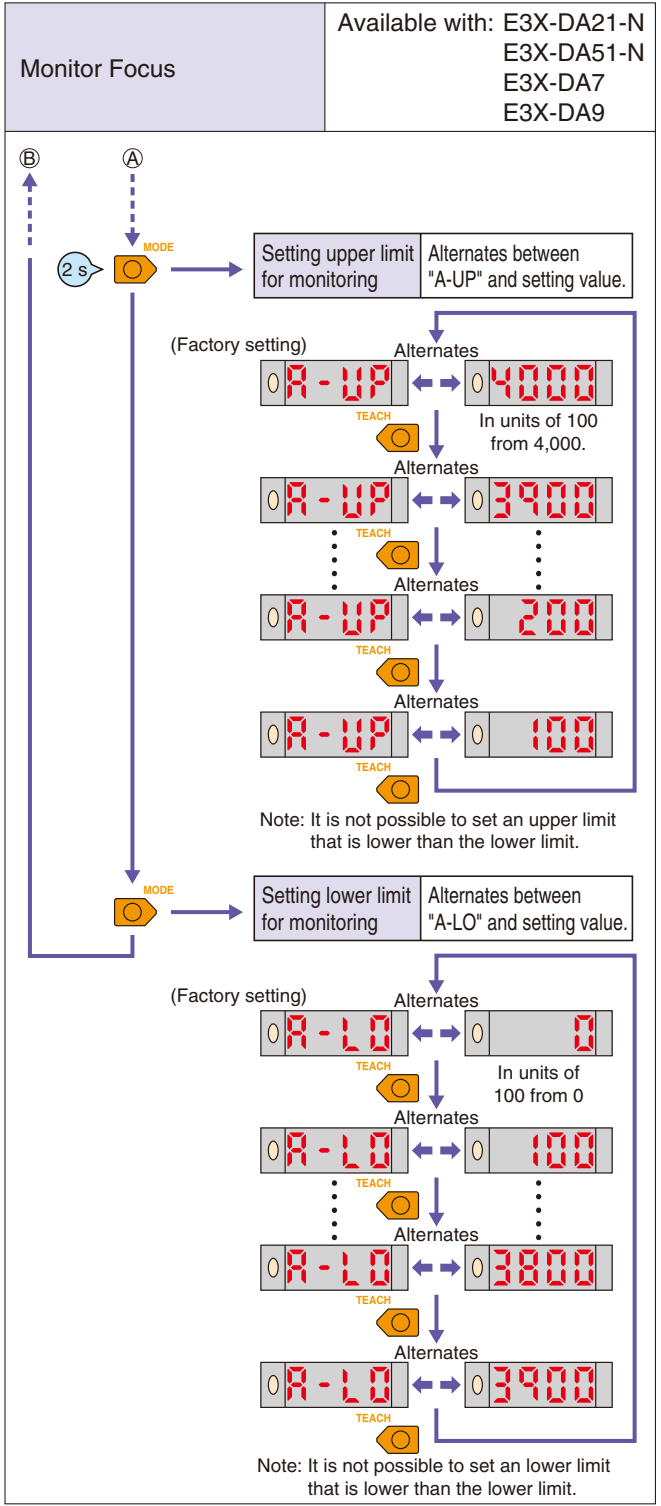 Monitor Focus
Available with: E3X-DA21-N
E3X-DA51-N
E3X-DA7
E3X-DA9
B
A
MODE
2 s
Setting upper limit
for monitoring
Alternates between
"A-UP" and setting value.
(Factory setting)
Alternates
A-UP
4000
TEACH
In units of 100
from 4,000.
Alternates
A-UP
3900
TEACH
Alternates
A-UP
200
TEACH
Alternates
A-UP
100
TEACH
Note: It is not possible to set an upper limit
that is lower than the lower limit.
MODE
Setting lower limit
for monitoring
Alternates between
"A-LO" and setting value.
(Factory setting)
Alternates
A-LO
0
TEACH
In units of
100 from 0
Alternates
A-LO
100
TEACH
Alternates
A-LO
3800
TEACH
Alternates
A-LO
3900
TEACH
Note: It is not possible to set an lower limit
that is lower than the lower limit.